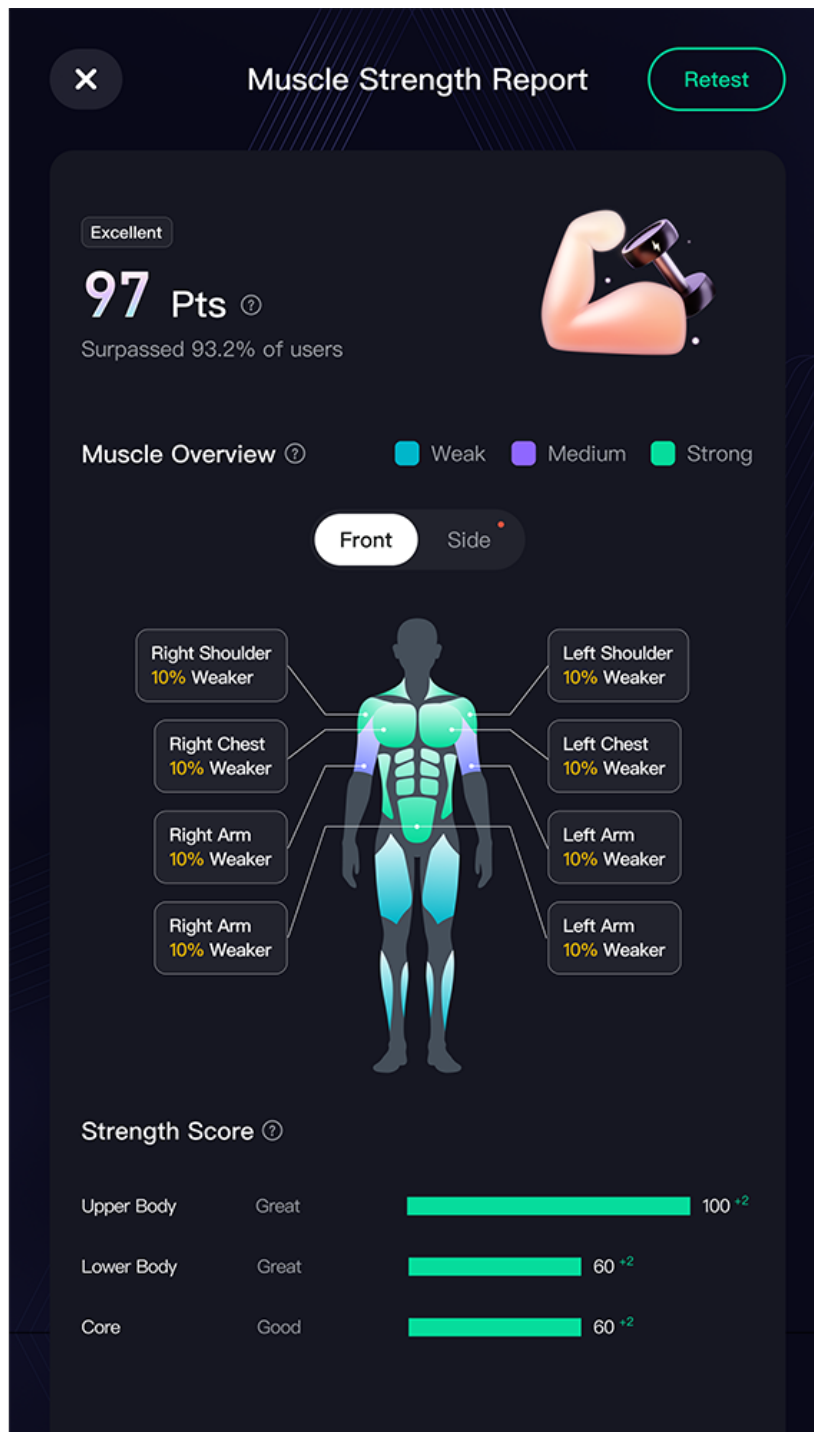 Muscle Strength Report
Retest
Excellent
97 Pts ?
Surpassed 93.2% of users
Muscle Overview ?
Weak
Medium
Strong
Front
Side
Right Shoulder
10% Weaker
Left Shoulder
10% Weaker
Right Chest
10% Weaker
Left Chest
10% Weaker
Right Arm
10% Weaker
Left Arm
10% Weaker
Right Arm
10% Weaker
Left Arm
10% Weaker
Strength Score ?
Upper Body Great 100 +2
Lower Body Great 60 +2
Core Good 60 +2